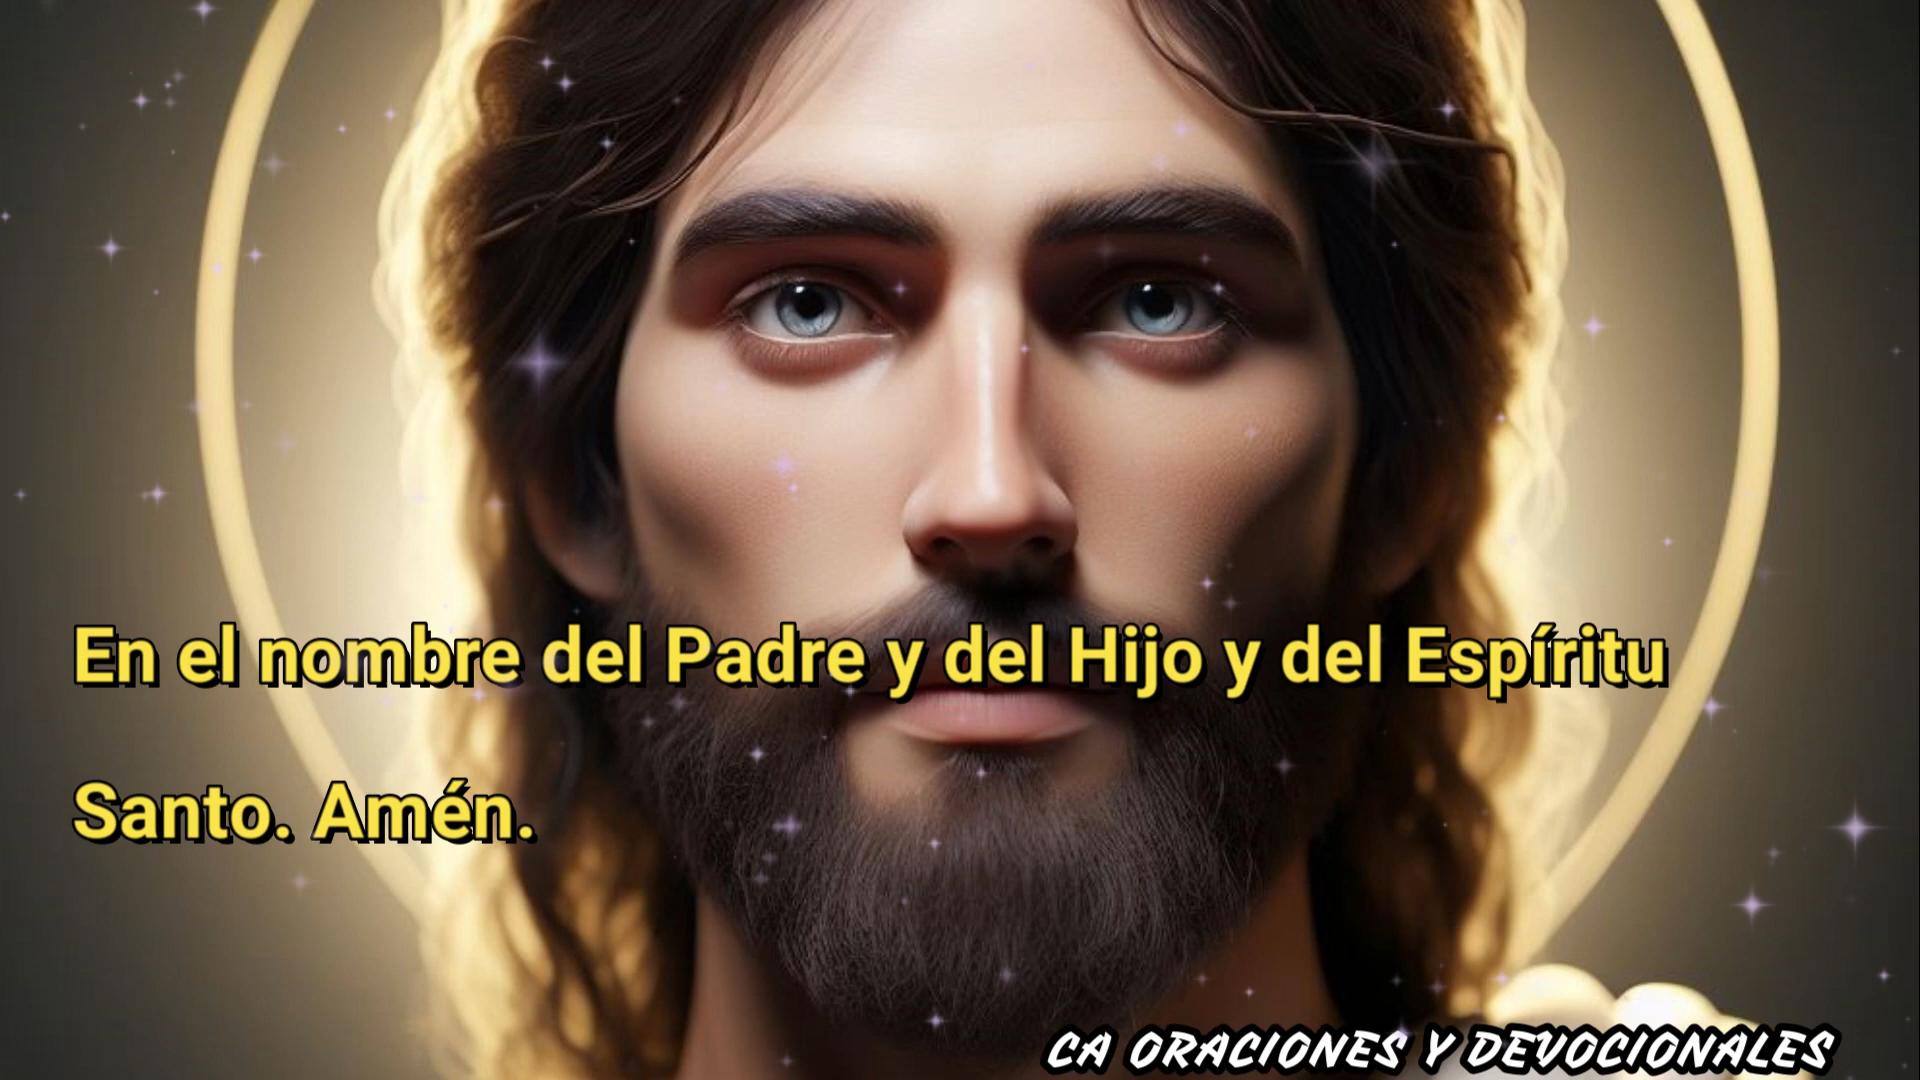 En el nombre del Padre y del Hijo y del Espíritu
Santo. Amén.
CA ORACIONES Y DEVOCIONALES